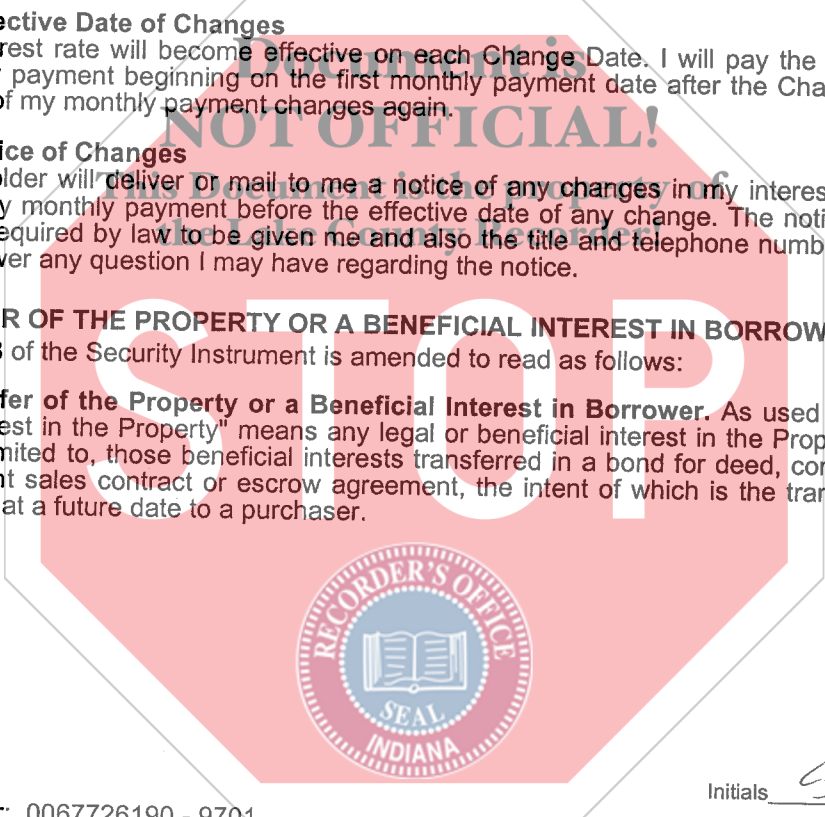 ective Date of Changes
rest rate will become effective on each Change Date. I will pay the
payment beginning on the first monthly payment date after the Cha
of my monthly payment changes again.
ice of Changes
lder will deliver or mail to me a notice of any changes in my interes
y monthly payment before the effective date of any change. The noti
equired by law to be given me and also the title and telephone numb
ver any question I may have regarding the notice.
R OF THE PROPERTY OR A BENEFICIAL INTEREST IN BORROW
of the Security Instrument is amended to read as follows:
fer of the Property or a Beneficial Interest in Borrower. As used
est in the Property" means any legal or beneficial interest in the Prop
mited to, those beneficial interests transferred in a bond for deed, con
nt sales contract or escrow agreement, the intent of which is the tran
at a future date to a purchaser.
Document is
NOT OFFICIAL!
This Document is the property of
the Lake County Recorder!
STOP
RECORDER'S OFFICE
SEAL
INDIANA
Initials
0067726190 - 9701